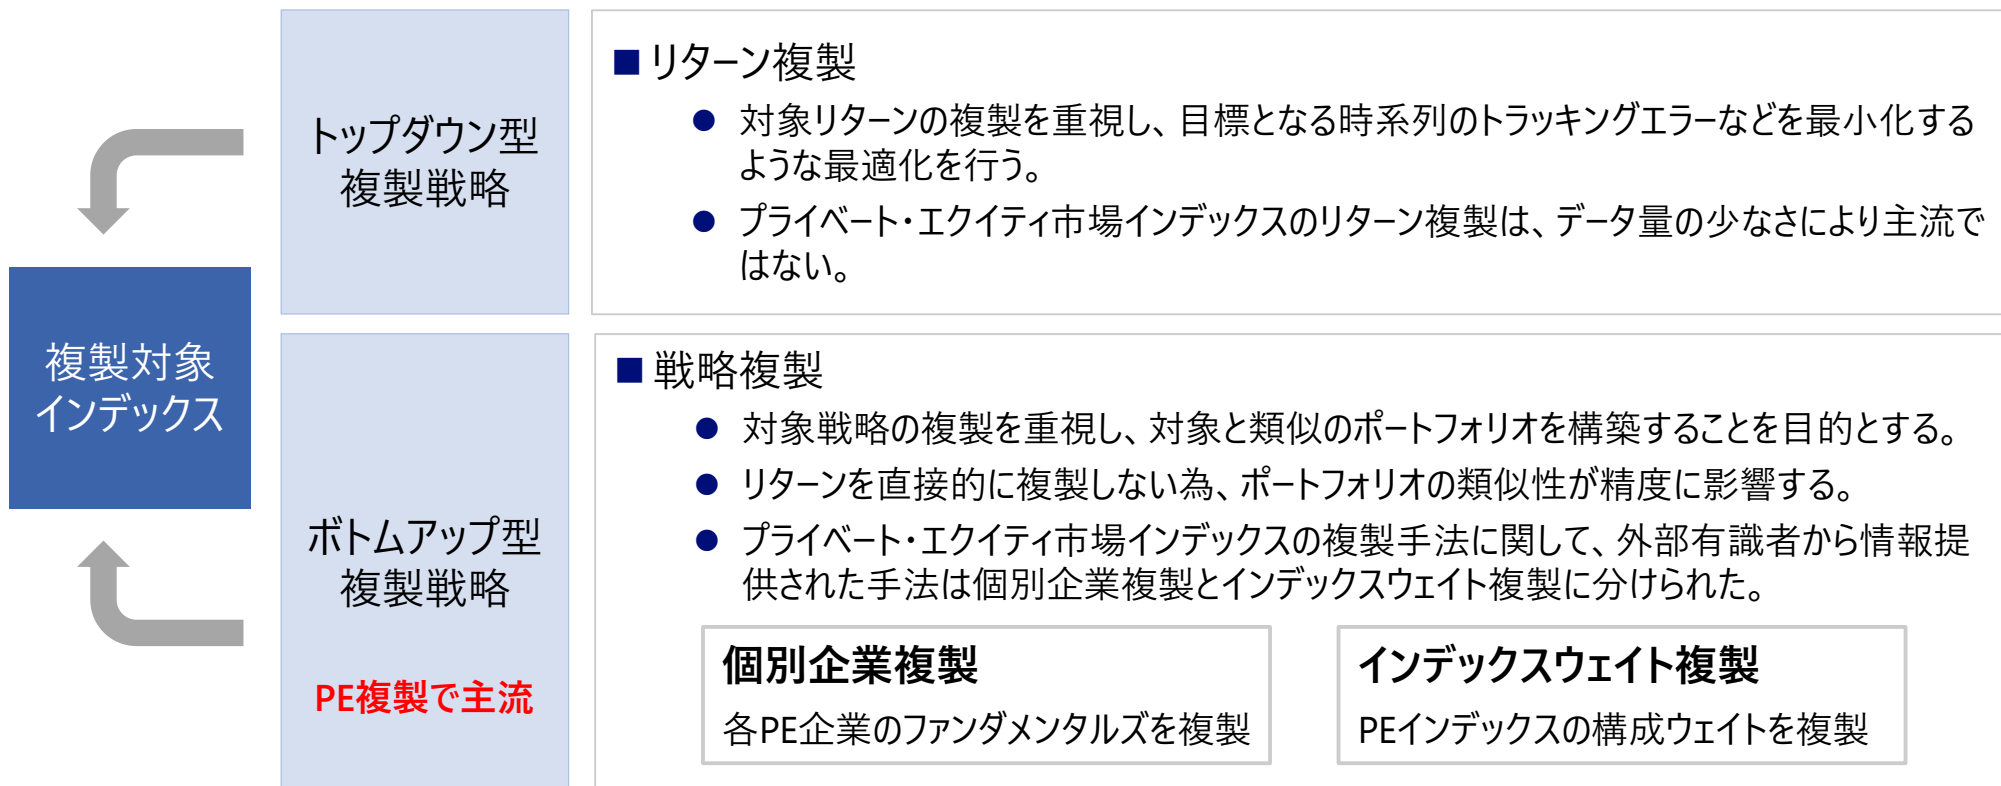 トップダウン型
複製戦略
■ リターン複製
● 対象リターンの複製を重視し、目標となる時系列のトラッキングエラーなどを最小化する
ような最適化を行う。
● プライベート・エクイティ市場インデックスのリターン複製は、データ量の少なさにより主流で
はない。
複製対象
インデックス
ボトムアップ型
複製戦略
PE複製で主流
■ 戦略複製
● 対象戦略の複製を重視し、対象と類似のポートフォリオを構築することを目的とする。
● リターンを直接的に複製しない為、ポートフォリオの類似性が精度に影響する。
● プライベート・エクイティ市場インデックスの複製手法に関して、外部有識者から情報提
供された手法は個別企業複製とインデックスウェイト複製に分けられた。
個別企業複製
各PE企業のファンダメンタルズを複製
インデックスウェイト複製
PEインデックスの構成ウェイトを複製